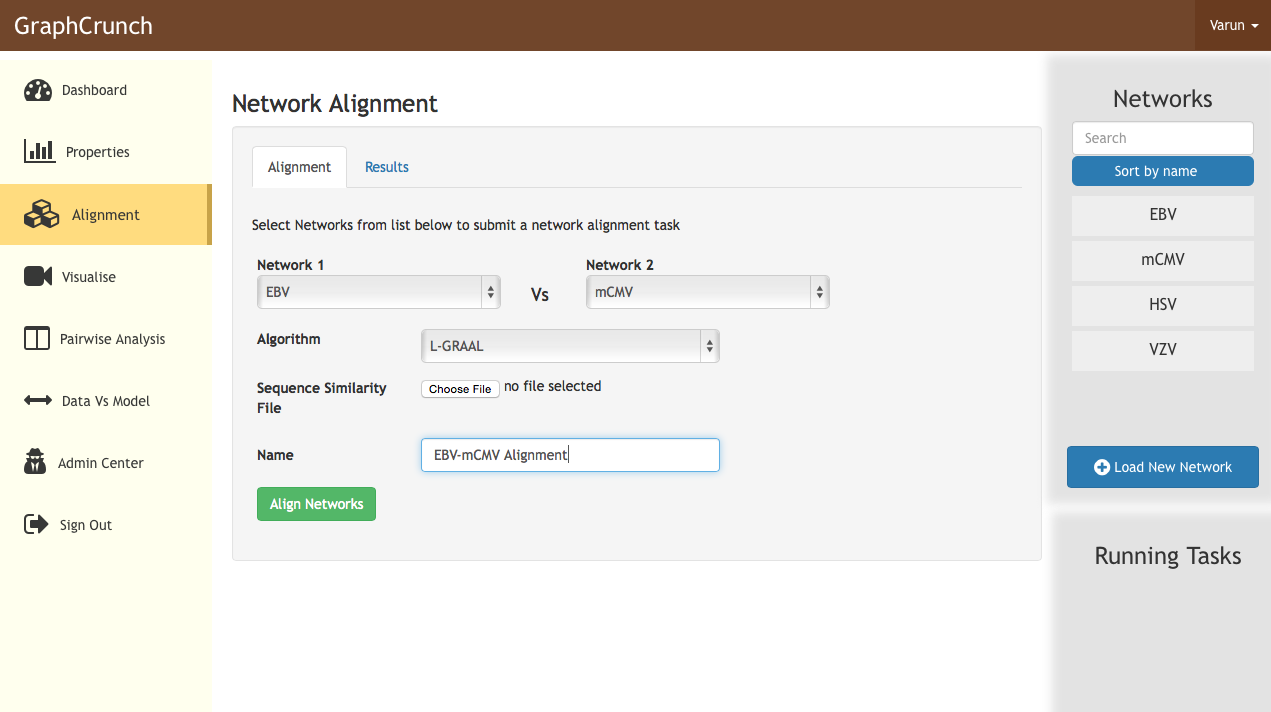 GraphCrunch
Varun
Dashboard
Properties
Alignment
Visualise
Pairwise Analysis
Data Vs Model
Admin Center
Sign Out
Network Alignment
Alignment Results
Select Networks from list below to submit a network alignment task
Network 1 Network 2
EBV Vs mCMV
Algorithm L-GRAAL
Sequence Similarity
File
Choose File no file selected
Name EBV-mCMV Alignment
Align Networks
Networks
Search
Sort by name
EBV
mCMV
HSV
VZV
Load New Network
Running Tasks